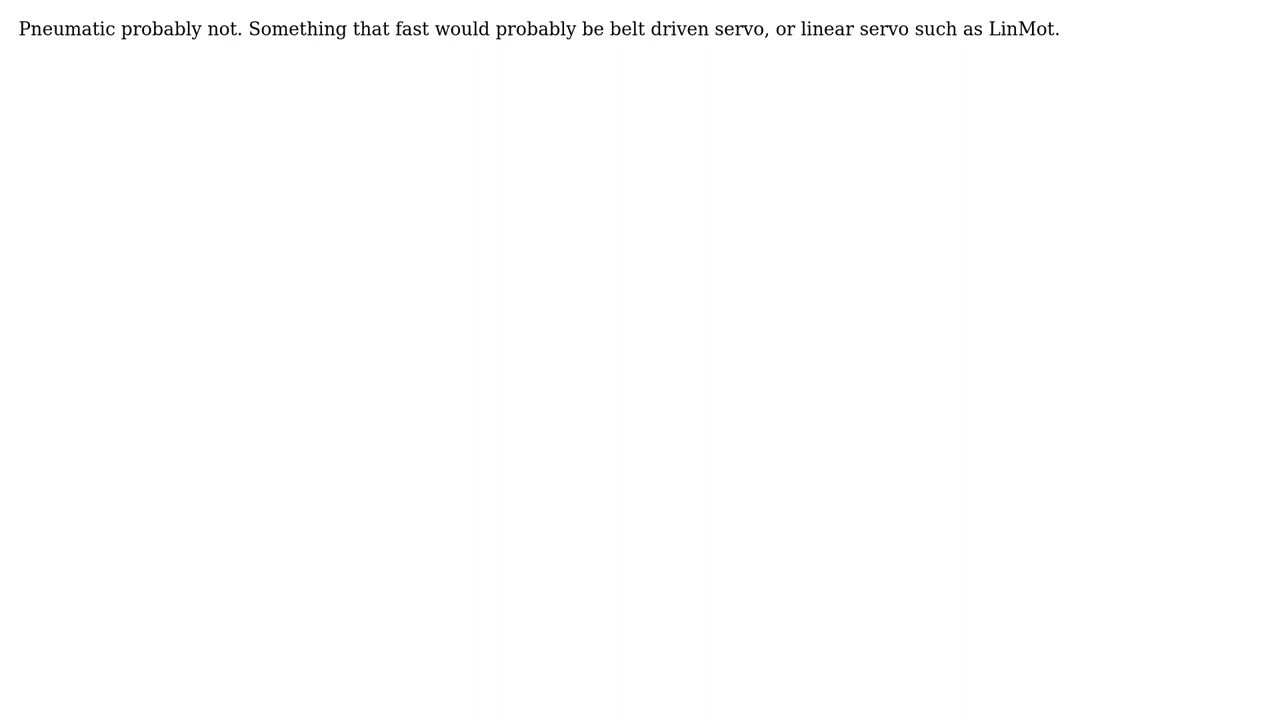 Pneumatic probably not. Something that fast would probably be belt driven servo, or linear servo such as LinMot.